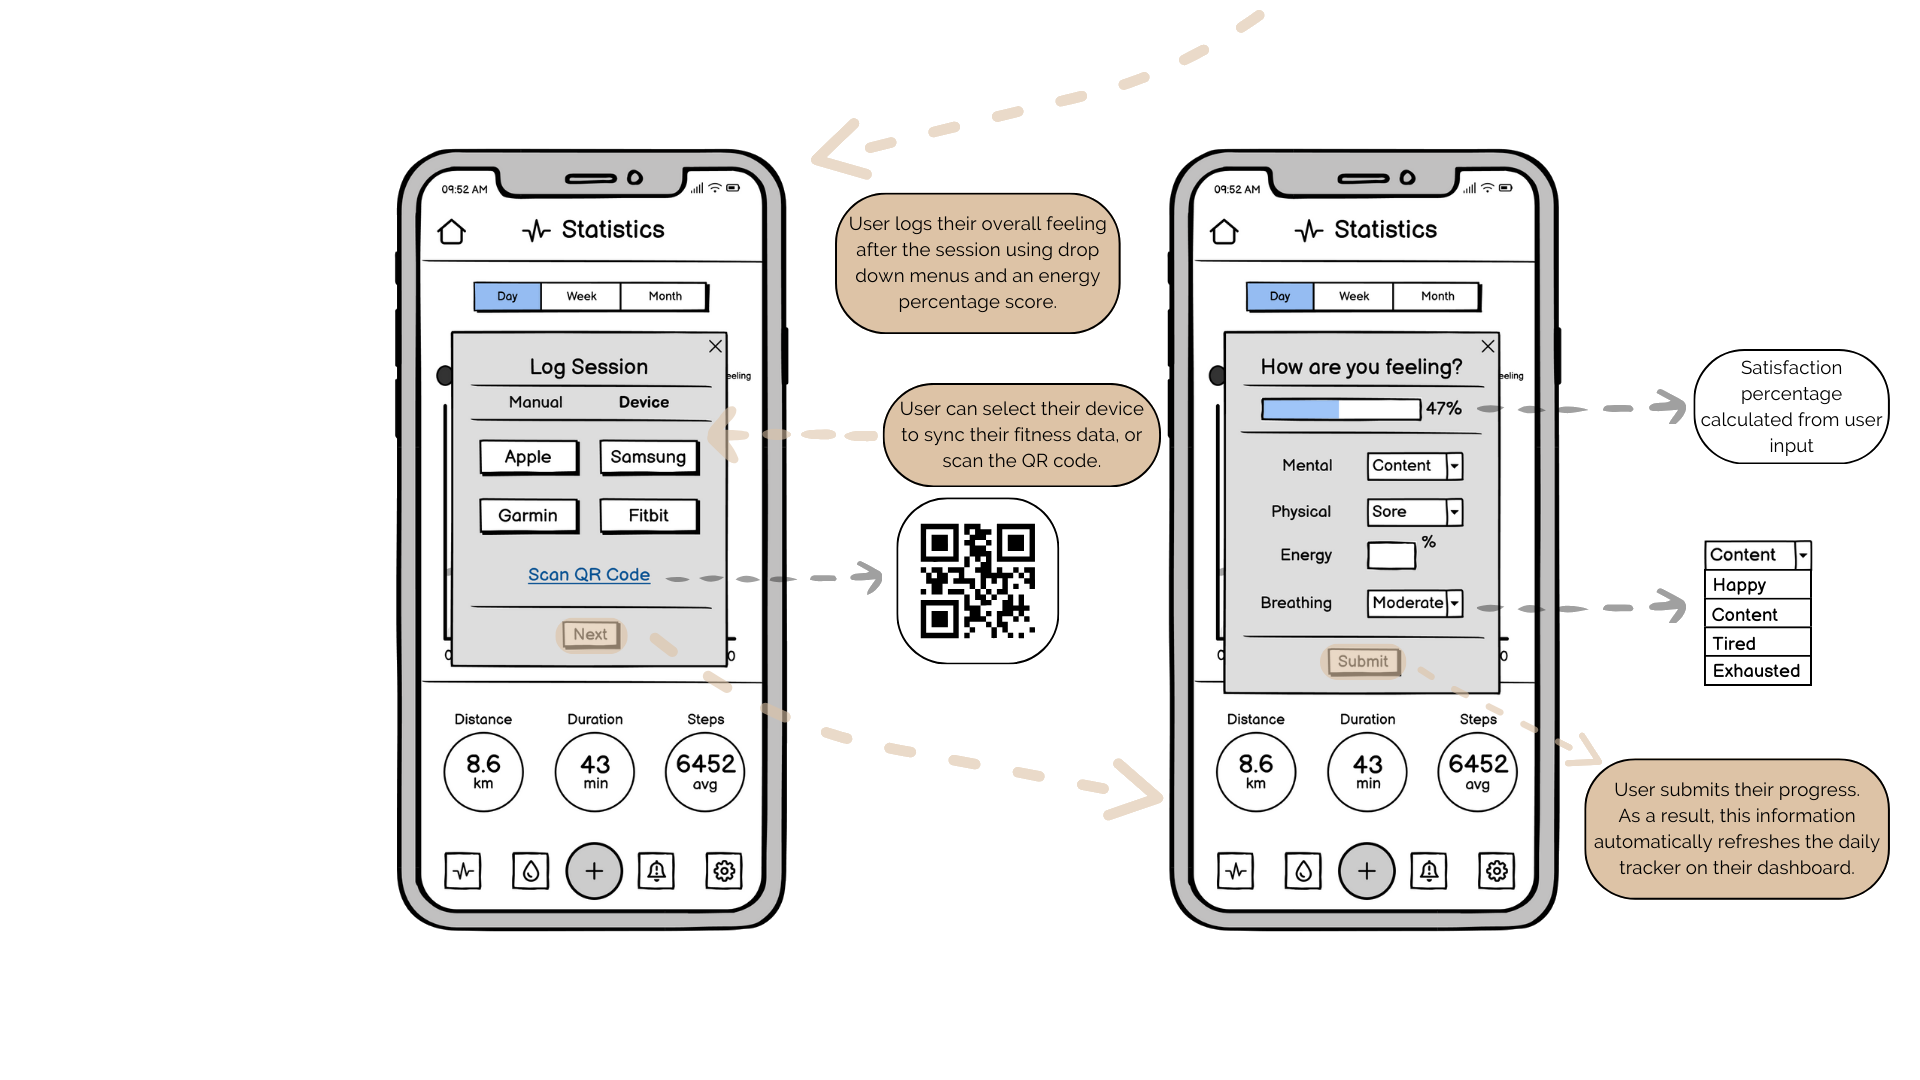 09:52 AM
Statistics
Day Week Month
eeling
Log Session
Manual Device
Apple Samsung
Garmin Fitbit
Scan QR Code
Next
0 0
Distance Duration Steps
8.6 43 6452
km min avg
User logs their overall feeling
after the session using drop
down menus and an energy
percentage score.
User can select their device
to sync their fitness data, or
scan the QR code.
09:52 AM
Statistics
Day Week Month
eeling
How are you feeling?
47%
Mental Content
Physical Sore
Energy %
Breathing Moderate
Submit
0 0
Distance Duration Steps
8.6 43 6452
km min avg
Satisfaction
percentage
calculated from user
input
Content
Happy
Content
Tired
Exhausted
User submits their progress.
As a result, this information
automatically refreshes the daily
tracker on their dashboard.